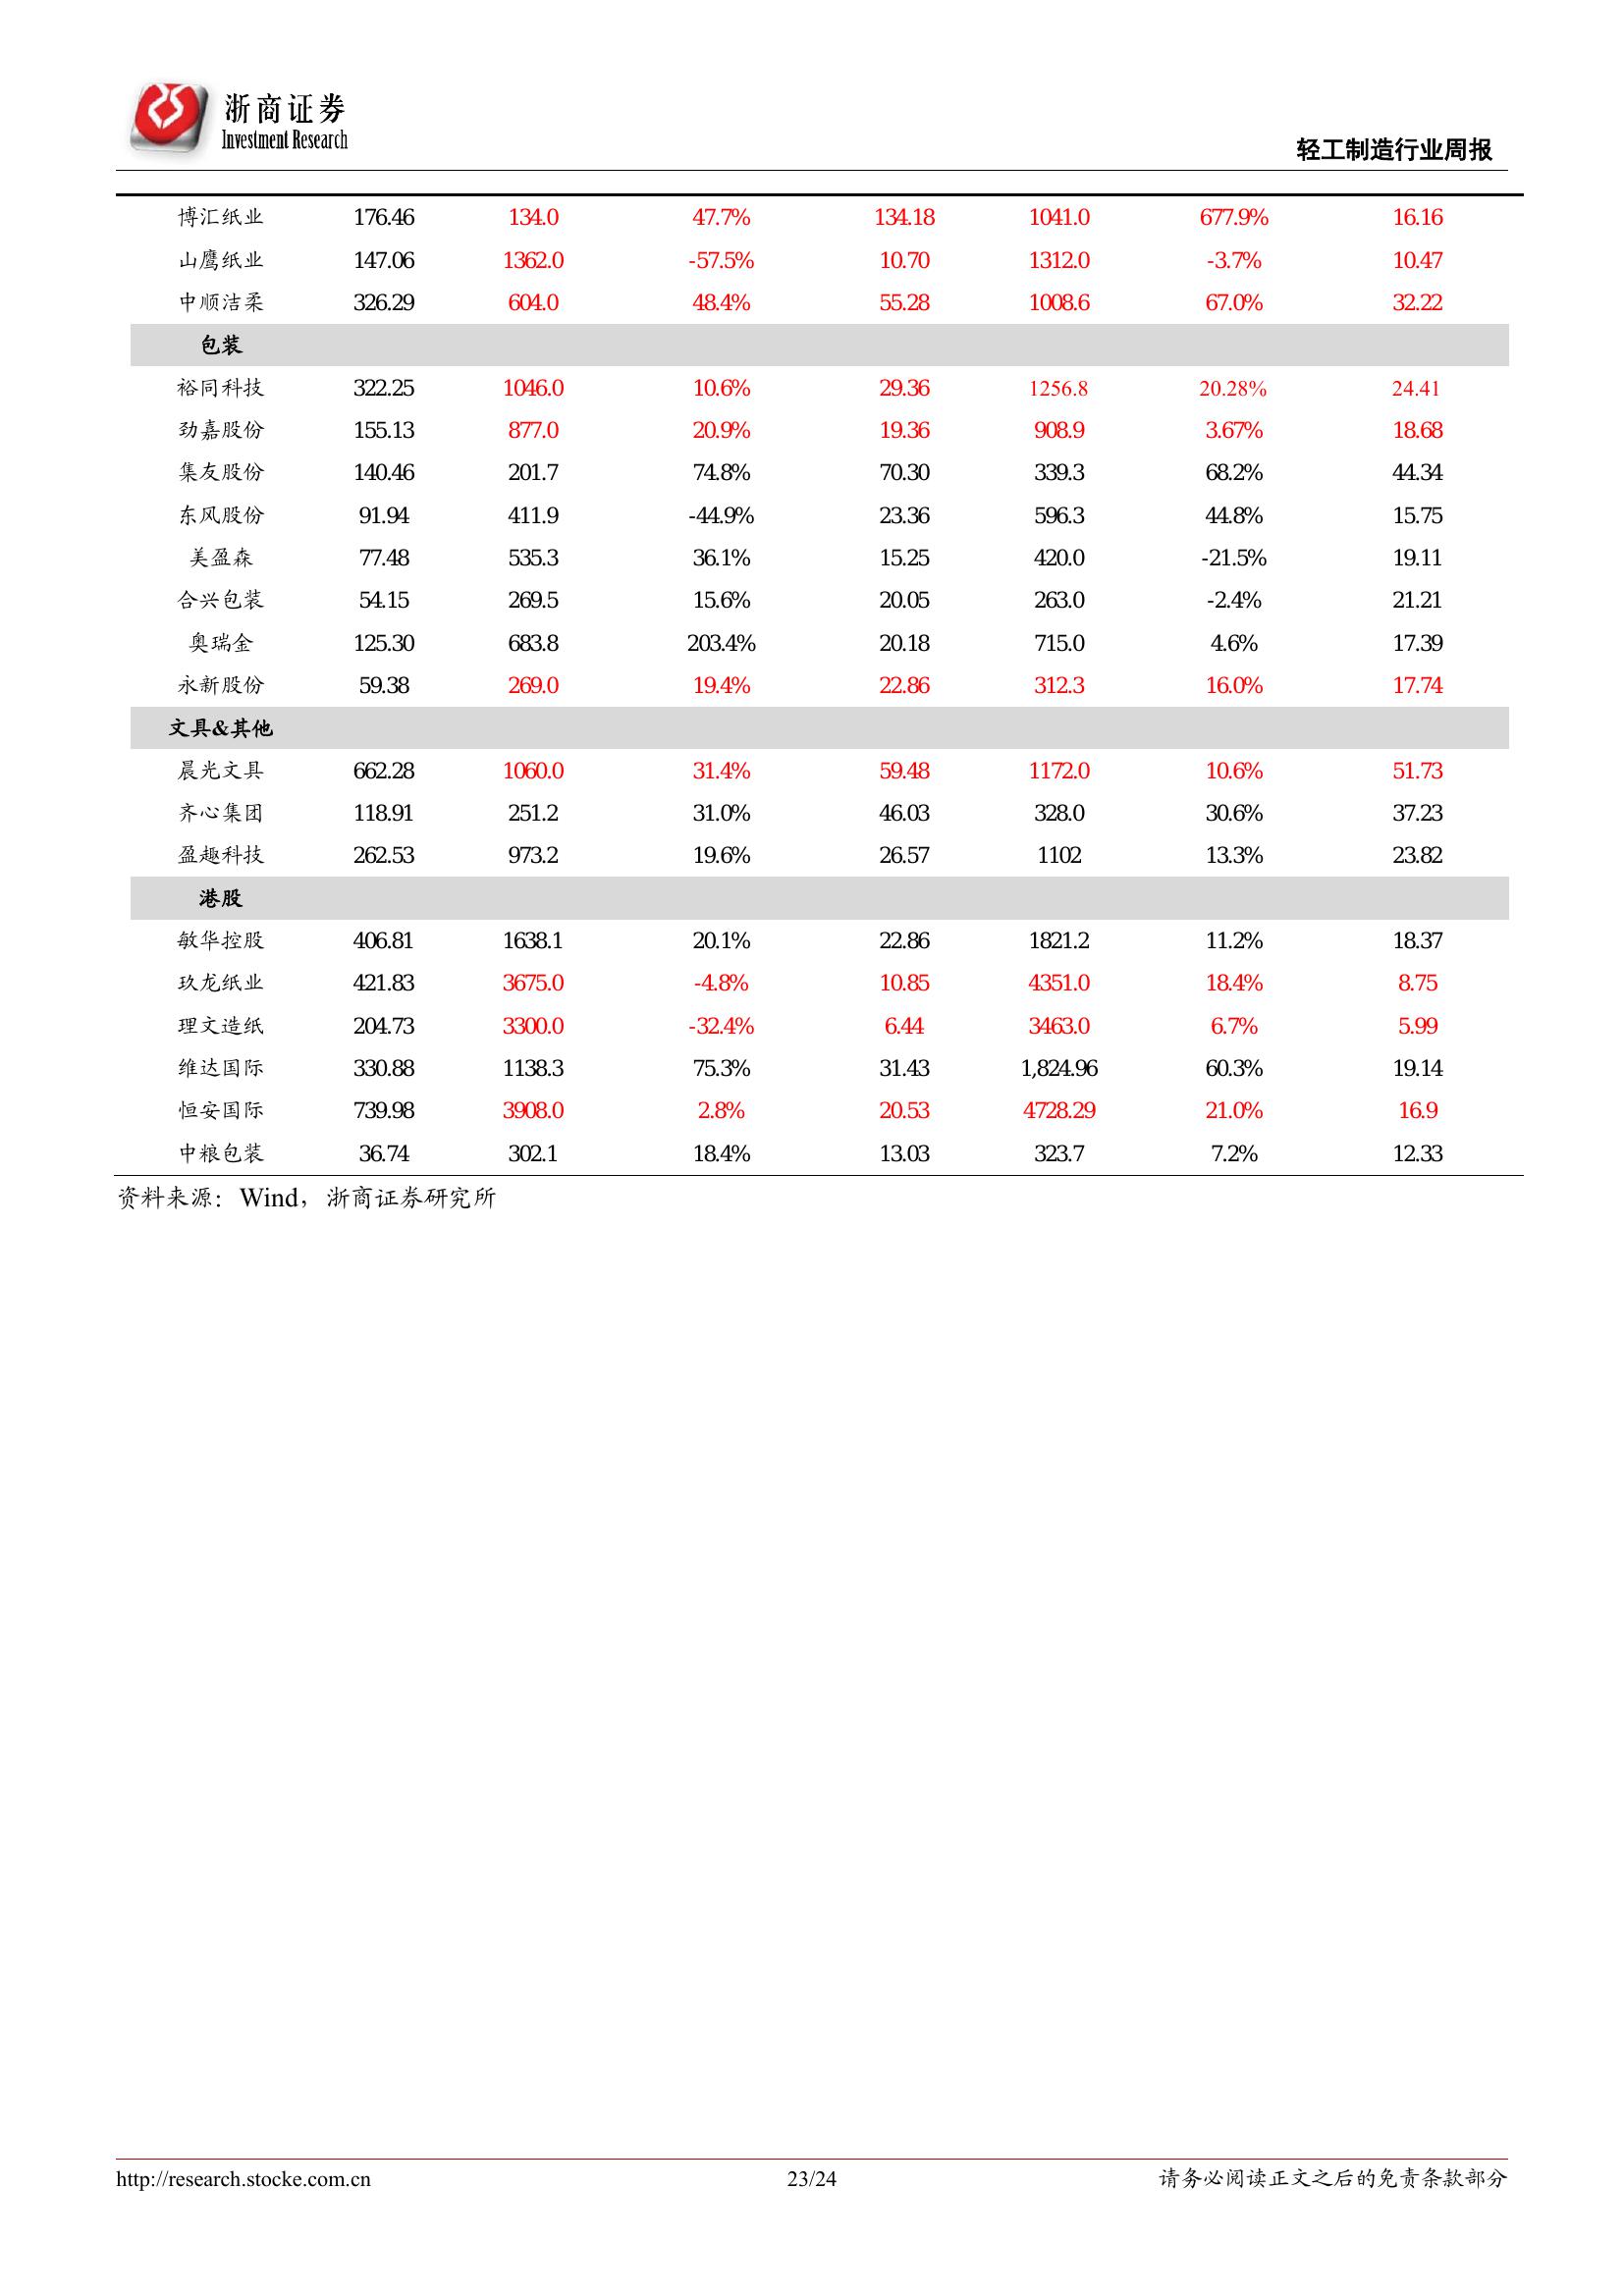 浙商证券
Investment Research
轻工制造行业周报
博汇纸业 176.46 134.0 47.7% 134.18 1041.0 677.9% 16.16
山鹰纸业 147.06 1362.0 -57.5% 10.70 1312.0 -3.7% 10.47
中顺洁柔 326.29 604.0 48.4% 55.28 1008.6 67.0% 32.22
包装
裕同科技 322.25 1046.0 10.6% 29.36 1256.8 20.28% 24.41
劲嘉股份 155.13 877.0 20.9% 19.36 908.9 3.67% 18.68
集友股份 140.46 201.7 74.8% 70.30 339.3 68.2% 44.34
东风股份 91.94 411.9 -44.9% 23.36 596.3 44.8% 15.75
美盈森 77.48 535.3 36.1% 15.25 420.0 -21.5% 19.11
合兴包装 54.15 269.5 15.6% 20.05 263.0 -2.4% 21.21
奥瑞金 125.30 683.8 203.4% 20.18 715.0 4.6% 17.39
永新股份 59.38 269.0 19.4% 22.86 312.3 16.0% 17.74
文具&其他
晨光文具 662.28 1060.0 31.4% 59.48 1172.0 10.6% 51.73
齐心集团 118.91 251.2 31.0% 46.03 328.0 30.6% 37.23
盈趣科技 262.53 973.2 19.6% 26.57 1102 13.3% 23.82
港股
敏华控股 406.81 1638.1 20.1% 22.86 1821.2 11.2% 18.37
玖龙纸业 421.83 3675.0 -4.8% 10.85 4351.0 18.4% 8.75
理文造纸 204.73 3300.0 -32.4% 6.44 3463.0 6.7% 5.99
维达国际 330.88 1138.3 75.3% 31.43 1,824.96 60.3% 19.14
恒安国际 739.98 3908.0 2.8% 20.53 4728.29 21.0% 16.9
中粮包装 36.74 302.1 18.4% 13.03 323.7 7.2% 12.33
资料来源：Wind，浙商证券研究所
http://research.stocke.com.cn 23/24 请务必阅读正文之后的免责条款部分